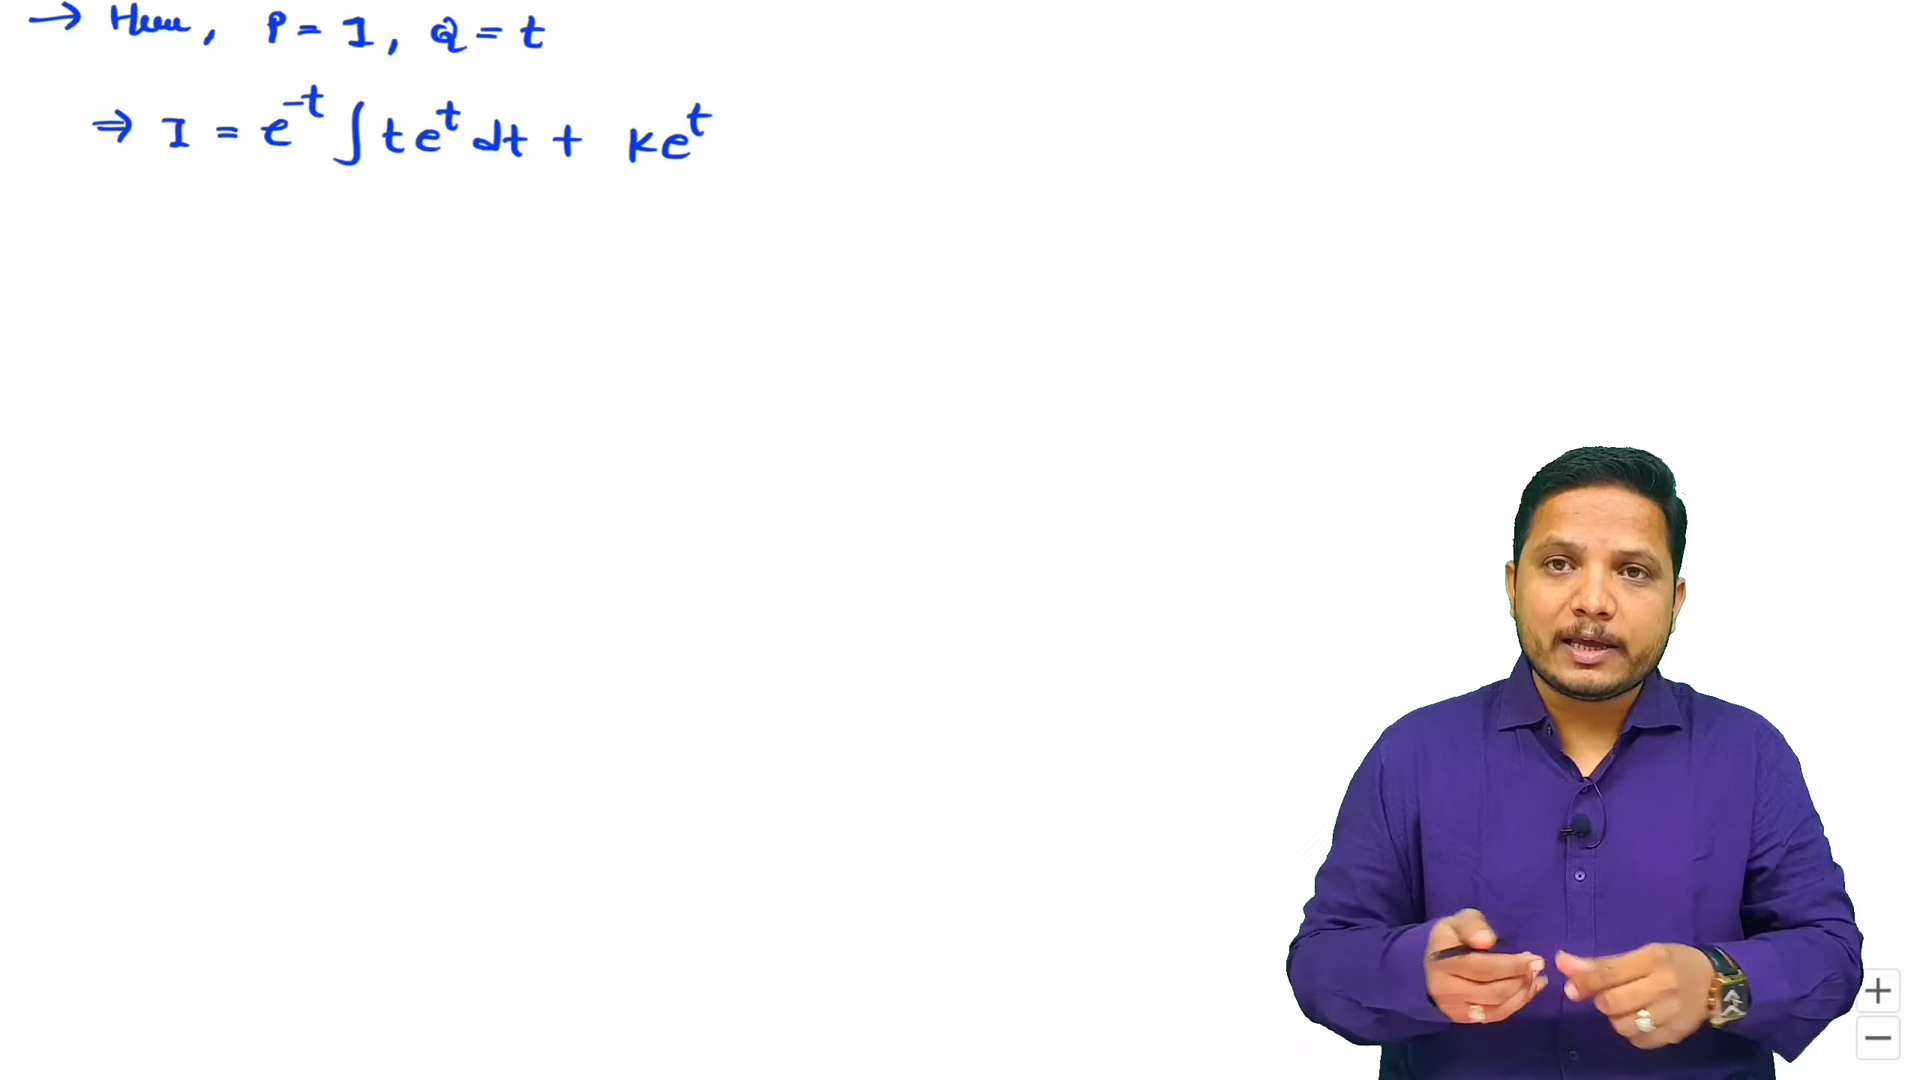 → Here, P = 1, Q = t
⇒ I = e^{-t} ∫ t e^{t} dt + K e^{t}
+
−